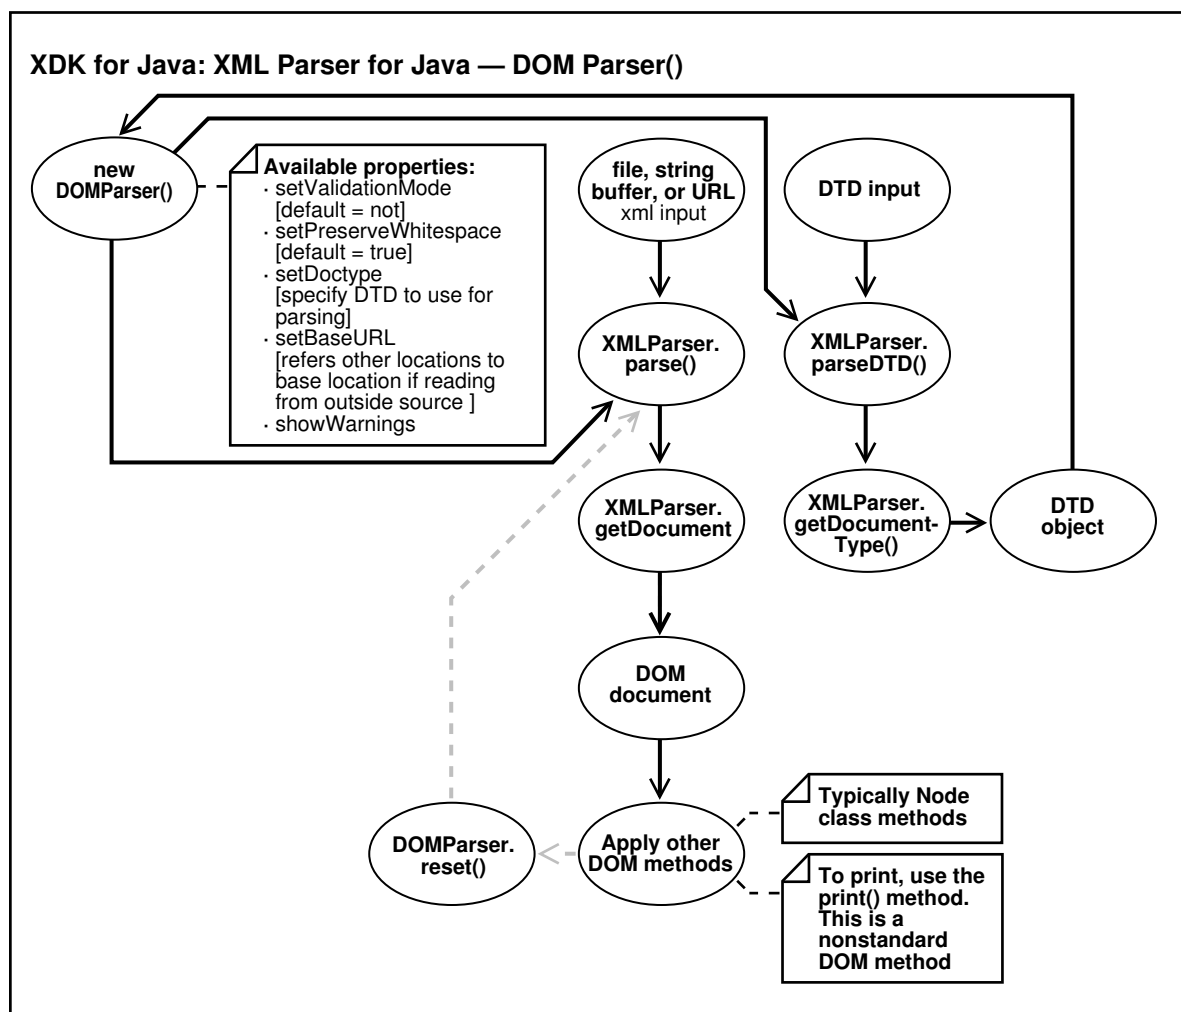 XDK for Java: XML Parser for Java — DOM Parser()
new
DOMParser()
Available properties:
· setValidationMode
[default = not]
· setPreserveWhitespace
[default = true]
· setDoctype
[specify DTD to use for
parsing]
· setBaseURL
[refers other locations to
base location if reading
from outside source ]
· showWarnings
file, string
buffer, or URL
xml input
DTD input
XMLParser.
parse()
XMLParser.
parseDTD()
XMLParser.
getDocument
XMLParser.
getDocument-
Type()
DTD
object
DOM
document
DOMParser.
reset()
Apply other
DOM methods
Typically Node
class methods
To print, use the
print() method.
This is a
nonstandard
DOM method